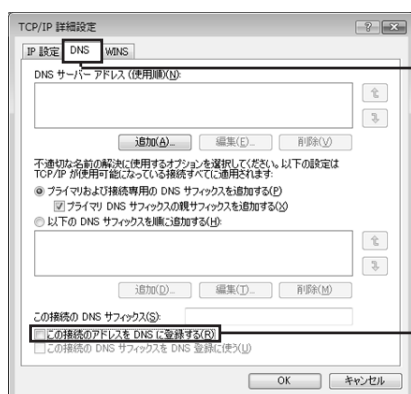 TCP/IP 詳細設定
IP 設定 DNS WINS
DNS サーバー アドレス (使用順)(N):
追加(A)... 編集(E)... 削除(V)
不適切な名前の解決に使用するオプションを選択してください。以下の設定は
TCP/IP が使用可能になっている接続すべてに適用されます:
プライマリおよび接続専用の DNS サフィックスを追加する(P)
プライマリ DNS サフィックスの親サフィックスを追加する(X)
以下の DNS サフィックスを順に追加する(H):
追加(D)... 編集(T)... 削除(M)
この接続の DNS サフィックス(S):
この接続のアドレスを DNS に登録する(R)
この接続の DNS サフィックスを DNS 登録に使う(U)
OK キャンセル